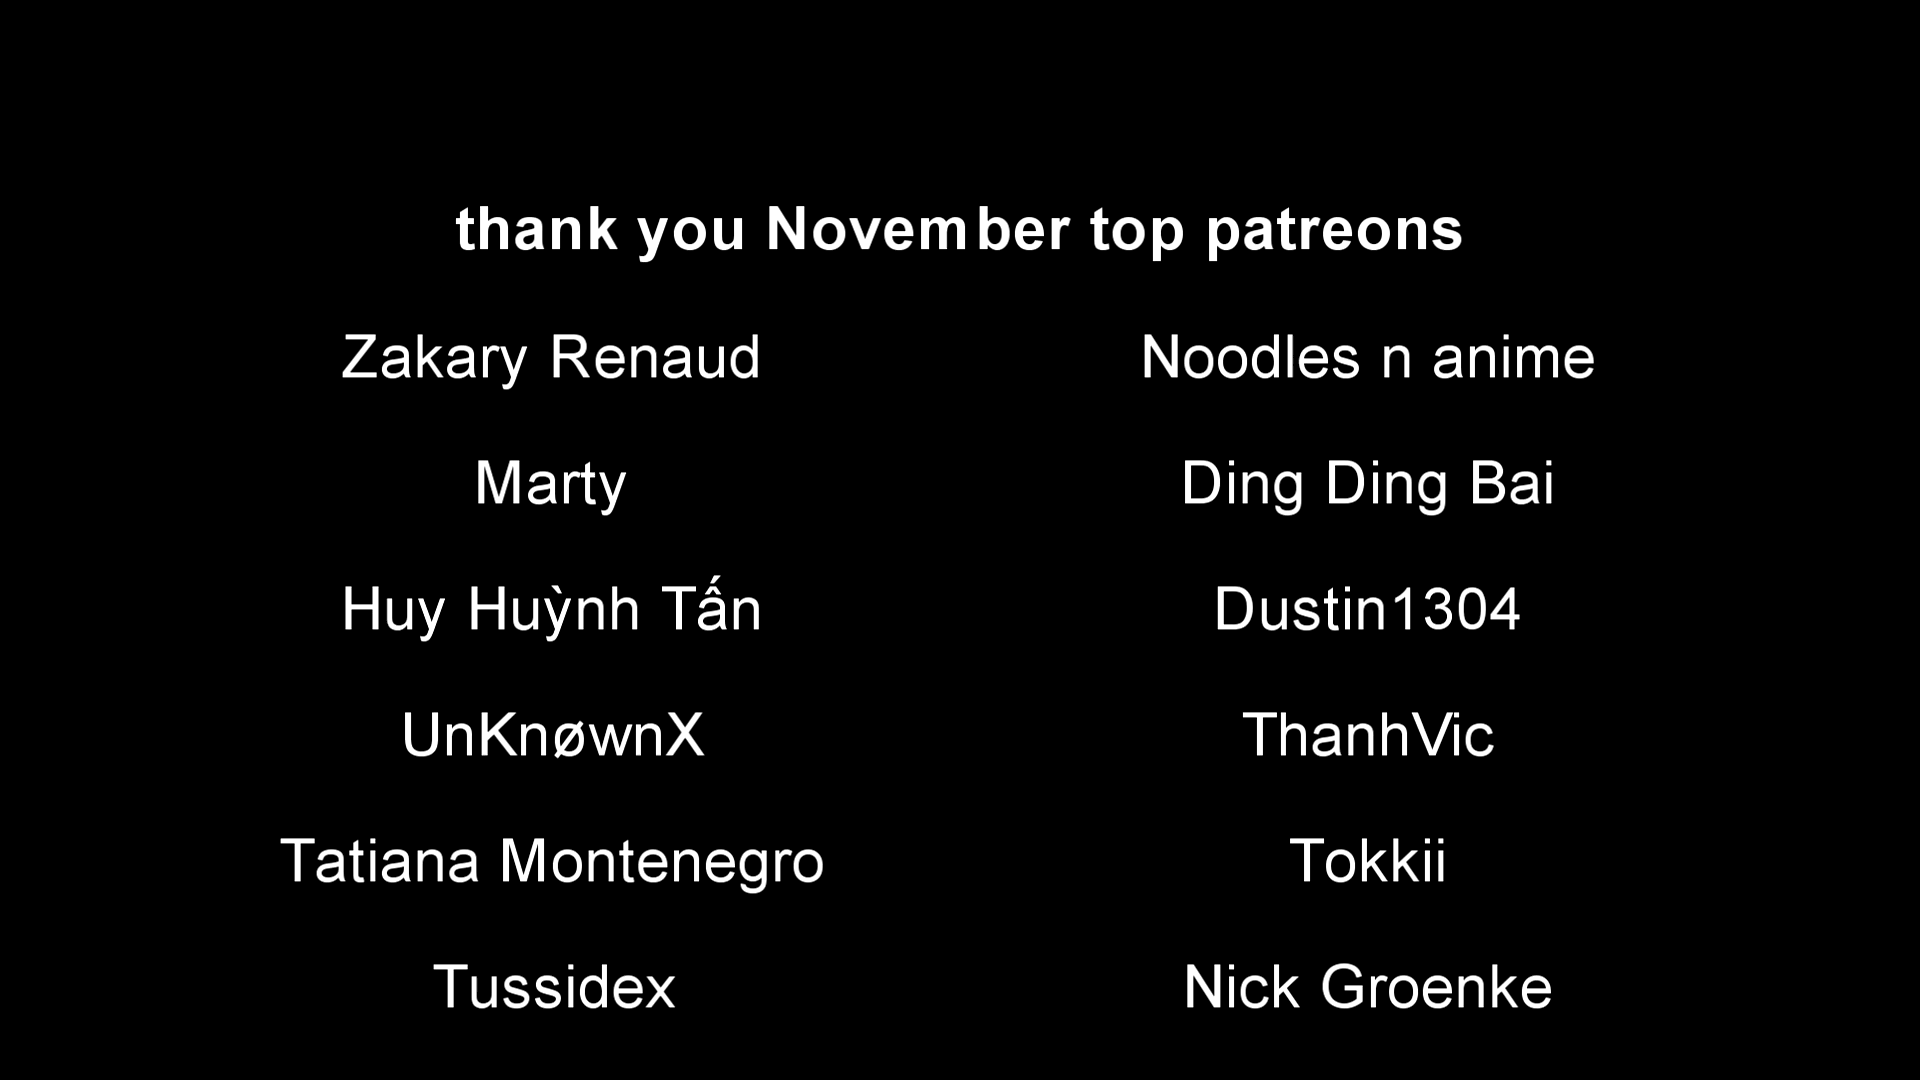 thank you November top patreons
Zakary Renaud
Noodles n anime
Marty
Ding Ding Bai
Huy Huỳnh Tấn
Dustin1304
UnKnøwnX
ThanhVic
Tatiana Montenegro
Tokkii
Tussidex
Nick Groenke